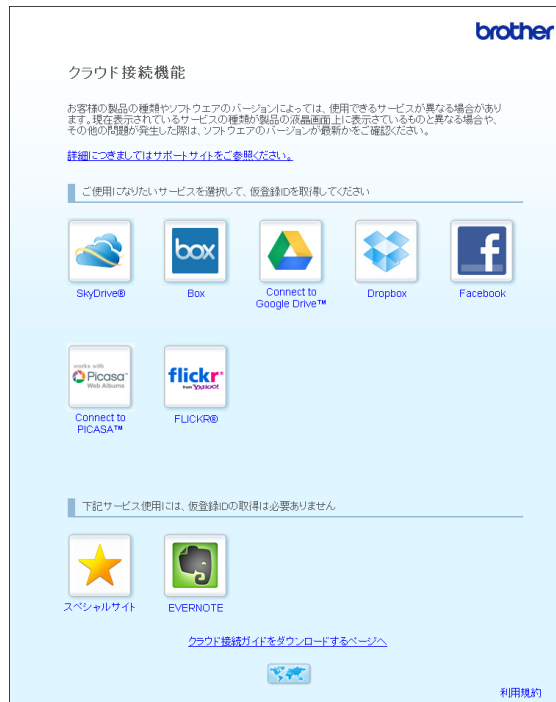 brother
クラウド接続機能
お客様の製品の種類やソフトウエアのバージョンによっては、使用できるサービスが異なる場合があり
ます。現在表示されているサービスの種類が製品の液晶画面上に表示さているものと異なる場合や、
その他の問題が発生した際は、ソフトウエアのバージョンが最新かをご確認ください。
詳細につきましてはサポートサイトをご参照ください。
ご使用になりたいサービスを選択して、仮登録IDを取得してください
box
f
SkyDrive®
Box
Connect to
Google Drive™
Dropbox
Facebook
works with
Picasa™
Web Albums
flickr
from YAHOO!
Connect to
PICASA™
FLICKR®
下記サービス使用には、仮登録IDの取得は必要ありません
スペシャルサイト
EVERNOTE
クラウド接続ガイドをダウンロードするページへ
利用規約